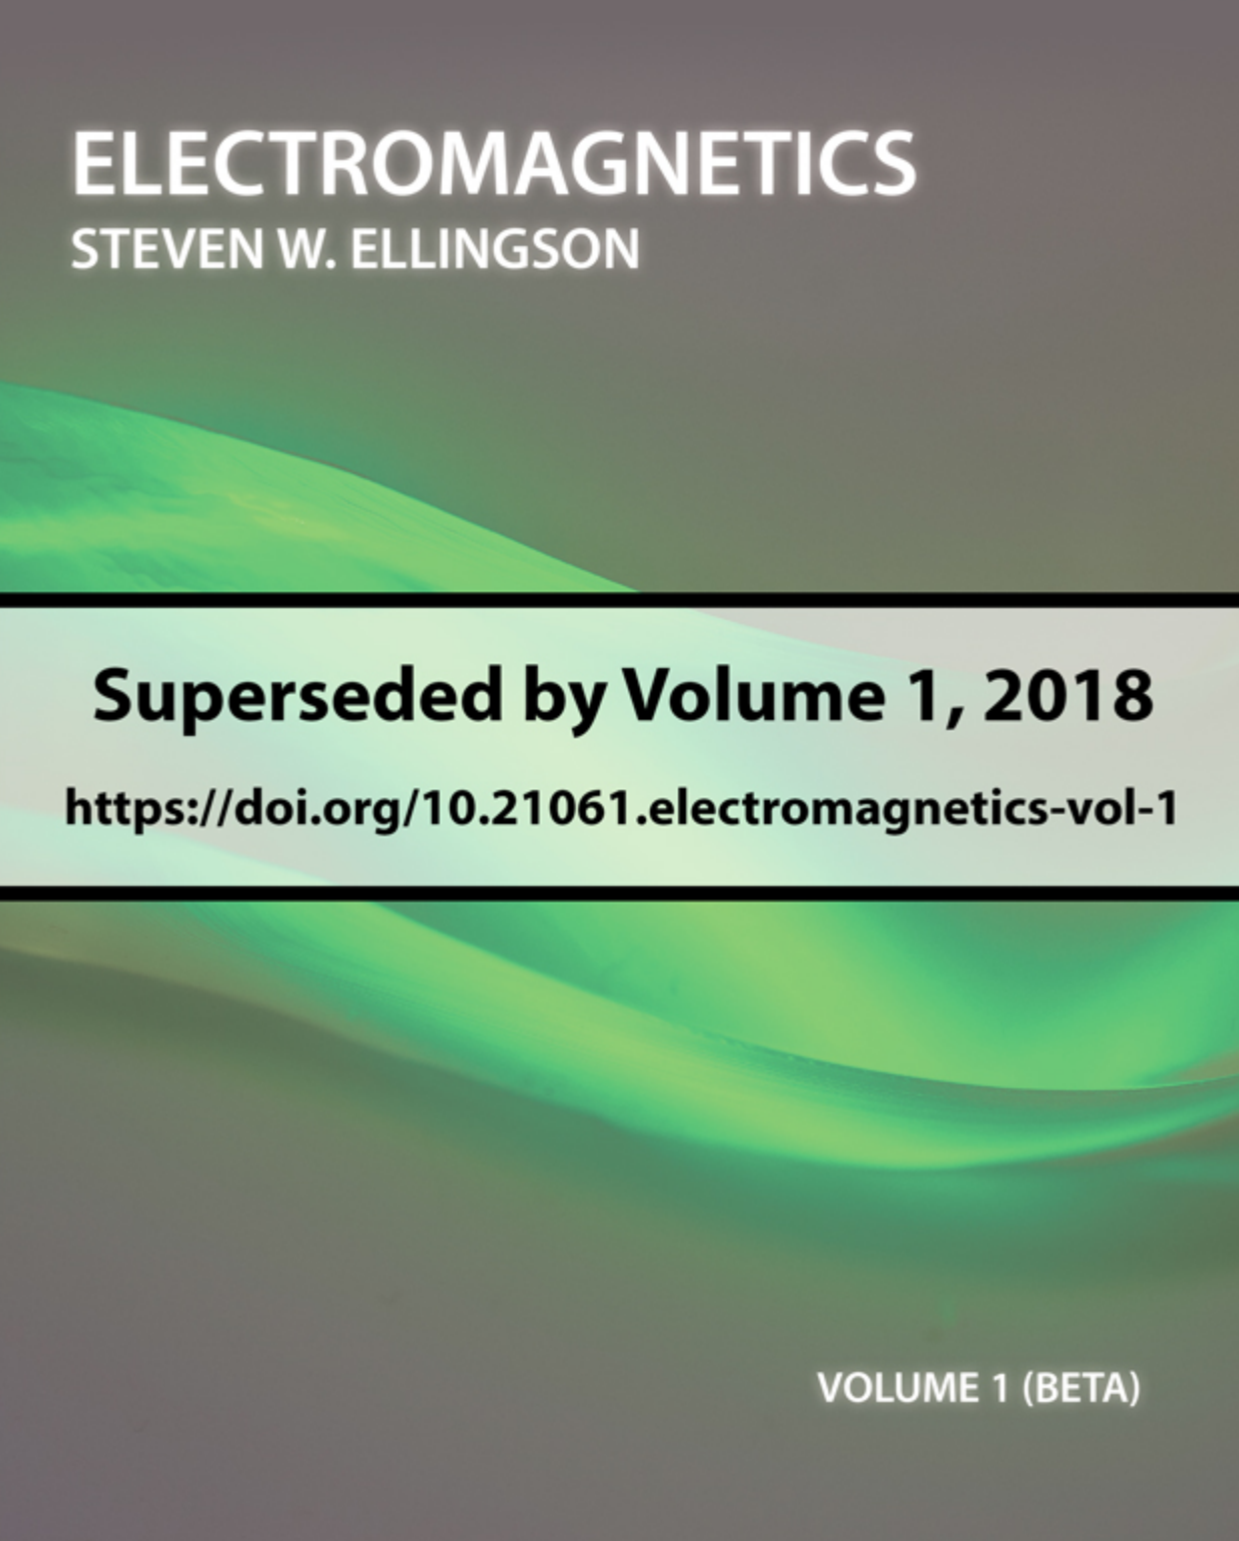 ELECTROMAGNETICS
STEVEN W. ELLINGSON
Superseded by Volume 1, 2018
https://doi.org/10.21061.electromagnetics-vol-1
VOLUME 1 (BETA)